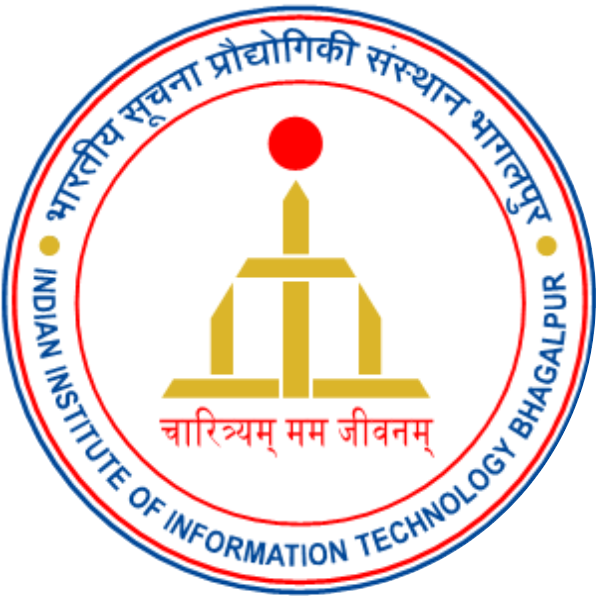 भारतीय सूचना प्रौद्योगिकी संस्थान भागलपुर
चारित्र्यम् मम जीवनम्
INDIAN INSTITUTE OF INFORMATION TECHNOLOGY BHAGALPUR